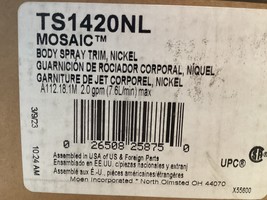 TS1420NL
MOSAIC™
BODY SPRAY TRIM, NICKEL
GUARNICIÓN DE ROCIADOR CORPORAL, NÍQUEL
GARNITURE DE JET CORPOREL, NICKEL
A112.18.1M 2.0 gpm (7.6L/min) max
3/9/23 10:24 AM
0 26508 25875 0
Assembled in USA of US & Foreign Parts
Ensamblado en EE.UU. c/piezas nacionales y extranj
Assemblé aux É.-U., pièces américaines/étrangères
Moen Incorporated * North Olmsted OH 44070
UPC®
X55600